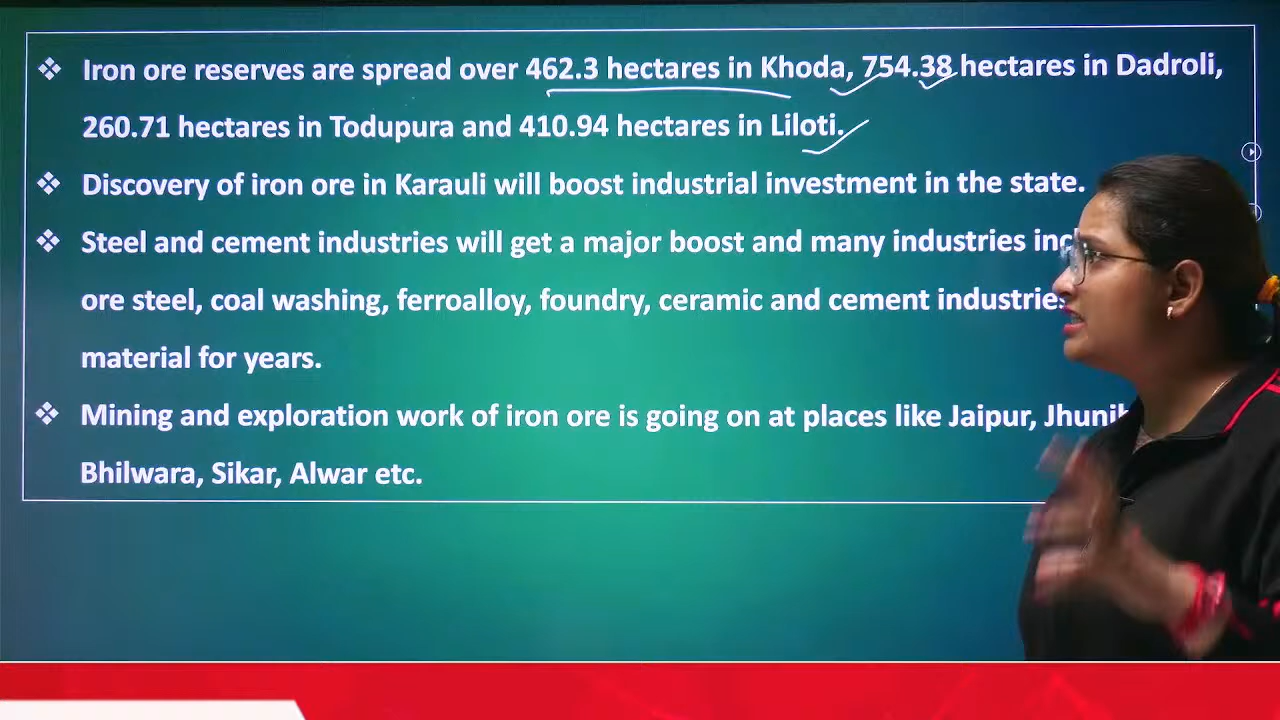 ❖ Iron ore reserves are spread over 462.3 hectares in Khoda, 754.38 hectares in Dadroli,
260.71 hectares in Todupura and 410.94 hectares in Liloti.
❖ Discovery of iron ore in Karauli will boost industrial investment in the state.
❖ Steel and cement industries will get a major boost and many industries
ore steel, coal washing, ferroalloy, foundry, ceramic and cement industries
material for years.
❖ Mining and exploration work of iron ore is going on at places like Jaipur,
Bhilwara, Sikar, Alwar etc.